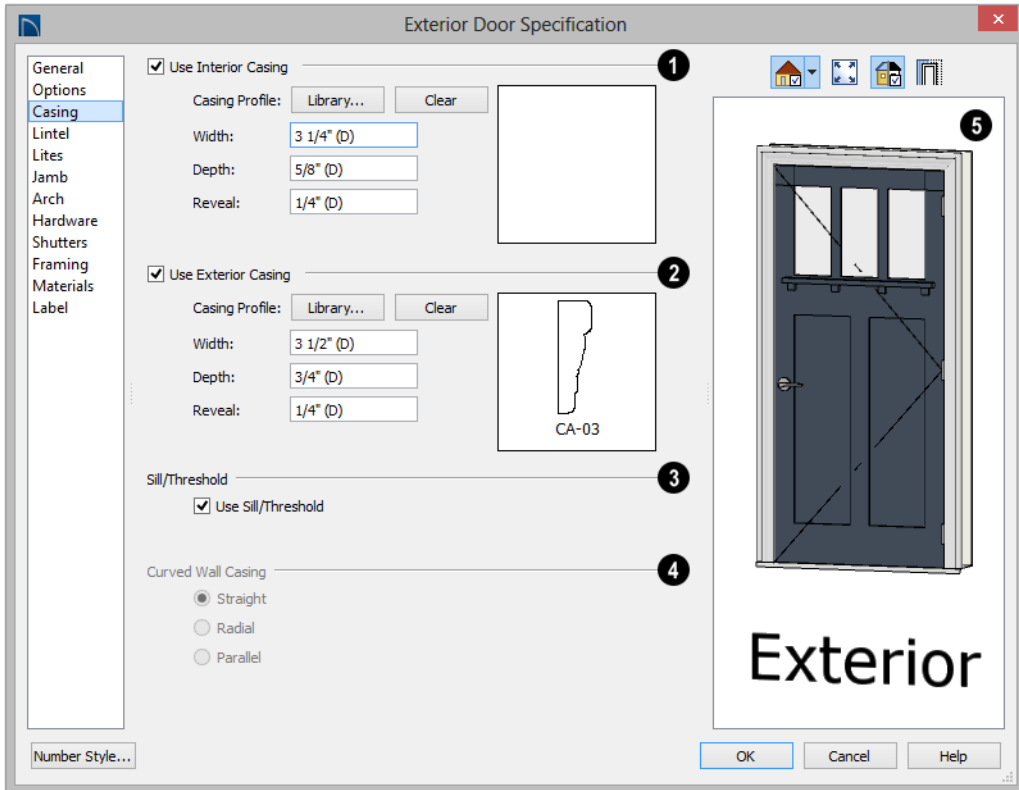 Exterior Door Specification
General
Options
Casing
Lintel
Lites
Jamb
Arch
Hardware
Shutters
Framing
Materials
Label
Use Interior Casing 1
Casing Profile: Library... Clear
Width: 3 1/4" (D)
Depth: 5/8" (D)
Reveal: 1/4" (D)
Use Exterior Casing 2
Casing Profile: Library... Clear
Width: 3 1/2" (D)
Depth: 3/4" (D)
Reveal: 1/4" (D)
CA-03
Sill/Threshold 3
Use Sill/Threshold
Curved Wall Casing 4
Straight
Radial
Parallel
5
Exterior
Number Style... OK Cancel Help